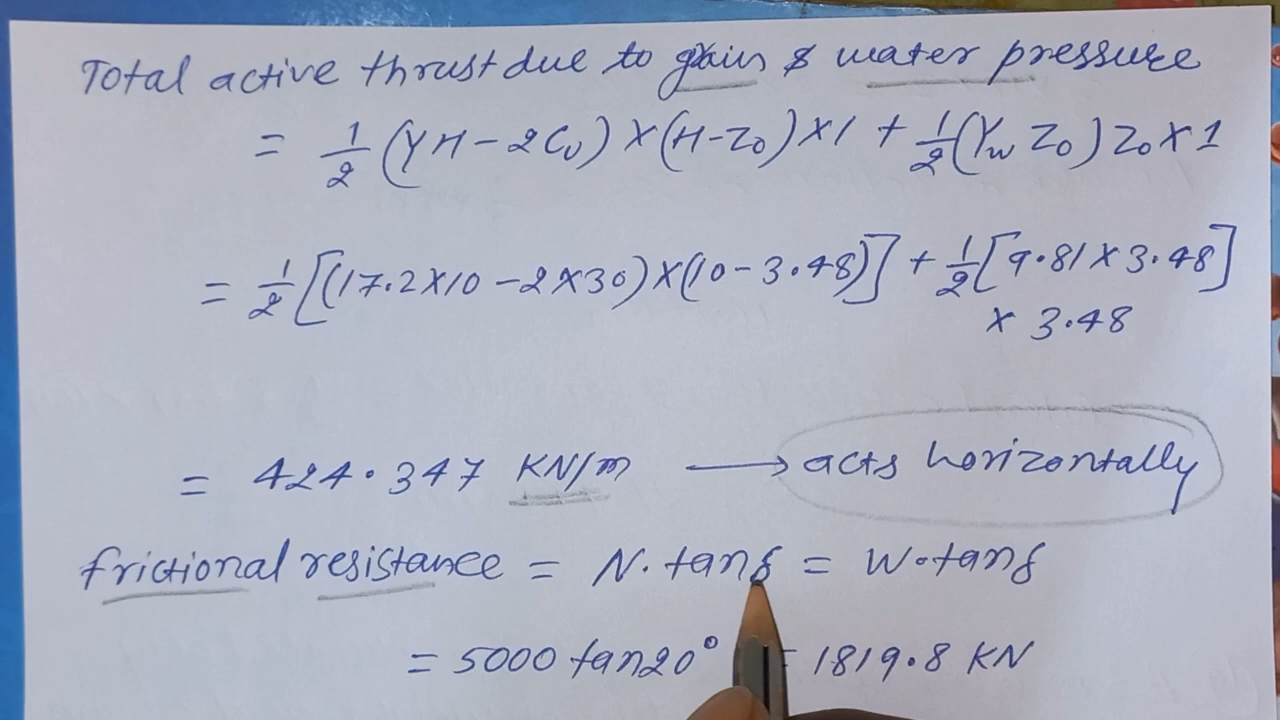 Total active thrust due to grain & water pressure
= 1/2 (γH - 2Cu) × (H-Z0) × 1 + 1/2 (γw Z0) Z0 × 1
= 1/2 [(17.2×10 - 2×30) × (10 - 3.48)] + 1/2 [9.81 × 3.48]
× 3.48
= 424.347 KN/m → acts horizontally
frictional resistance = N. tanδ = W.tanδ
= 5000 tan20° = 1819.8 KN